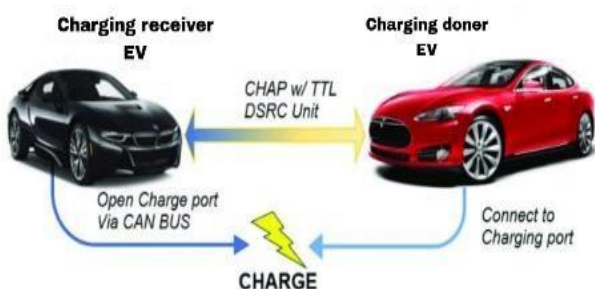 Charging receiver
EV
Charging doner
EV
CHAP w/ TTL
DSRC Unit
Open Charge port
Via CAN BUS
Connect to
Charging port
CHARGE